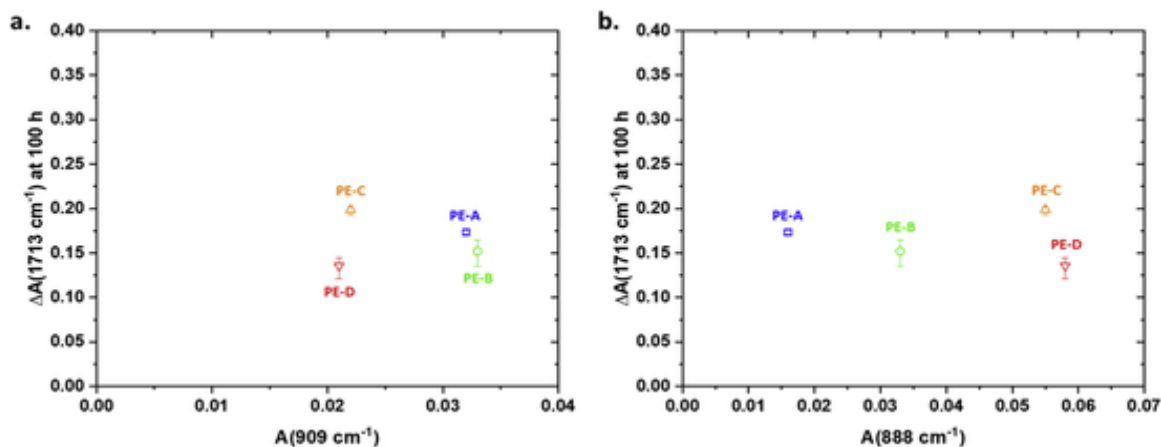 a.
ΔA(1713 cm⁻¹) at 100 h
0.40
0.35
0.30
0.25
0.20
0.15
0.10
0.05
0.00
PE-C
PE-A
PE-B
PE-D
0.00 0.01 0.02 0.03 0.04
A(909 cm⁻¹)
b.
ΔA(1713 cm⁻¹) at 100 h
0.40
0.35
0.30
0.25
0.20
0.15
0.10
0.05
0.00
PE-C
PE-A
PE-B
PE-D
0.00 0.01 0.02 0.03 0.04 0.05 0.06 0.07
A(888 cm⁻¹)